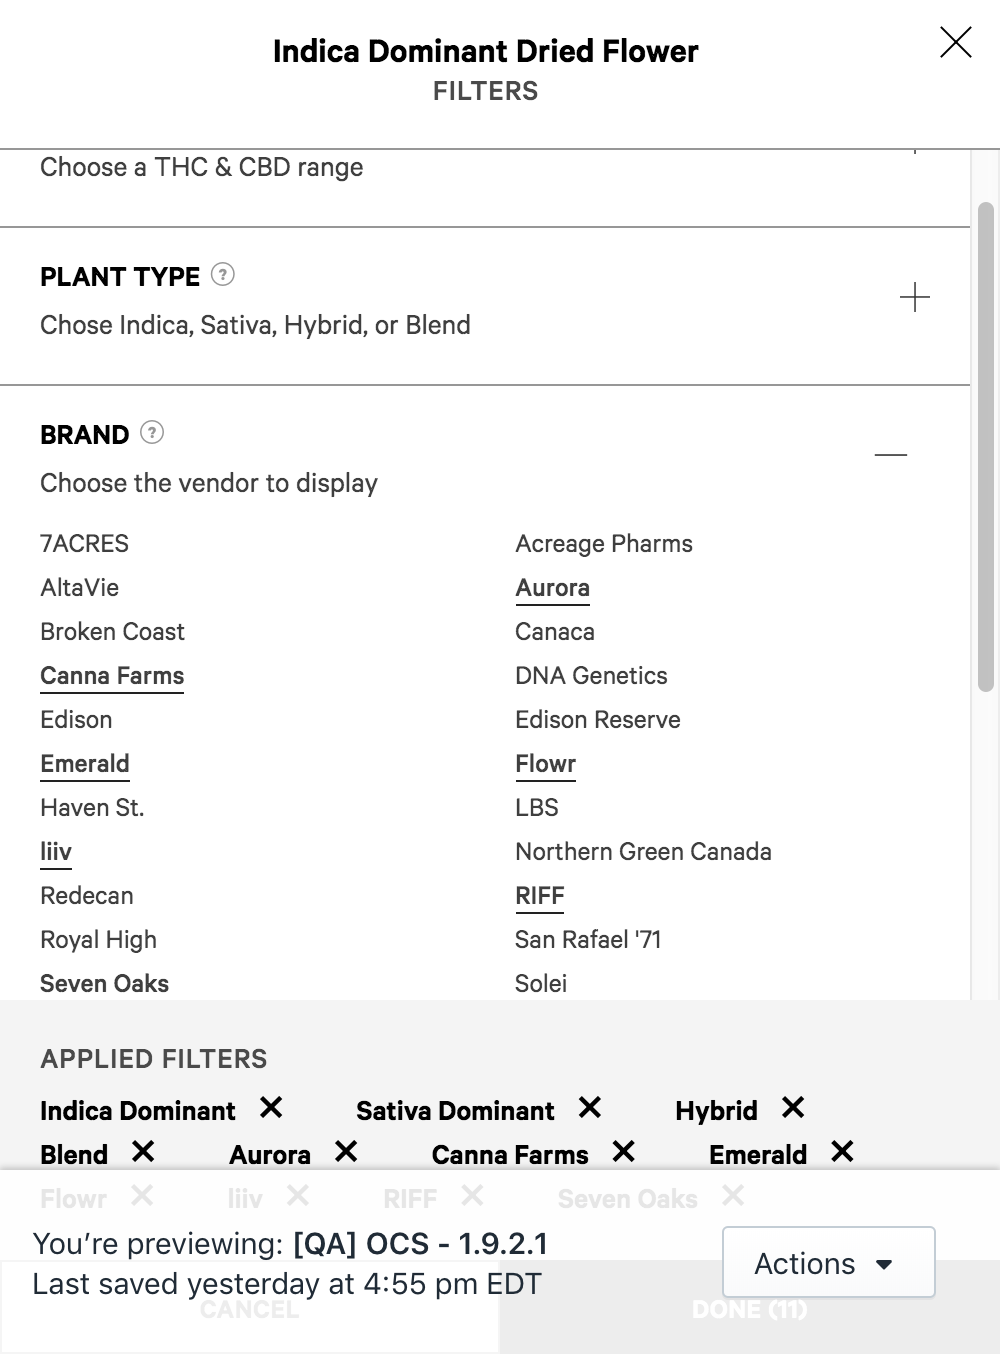 Indica Dominant Dried Flower
FILTERS
Choose a THC & CBD range
PLANT TYPE ?
Chose Indica, Sativa, Hybrid, or Blend
BRAND ?
Choose the vendor to display
7ACRES Acreage Pharms
AltaVie Aurora
Broken Coast Canaca
Canna Farms DNA Genetics
Edison Edison Reserve
Emerald Flowr
Haven St. LBS
liiv Northern Green Canada
Redecan RIFF
Royal High San Rafael '71
Seven Oaks Solei
APPLIED FILTERS
Indica Dominant Sativa Dominant Hybrid
Blend Aurora Canna Farms Emerald
Flowr liiv RIFF Seven Oaks
You're previewing: [QA] OCS - 1.9.2.1
Last saved yesterday at 4:55 pm EDT
Actions
CANCEL DONE (11)